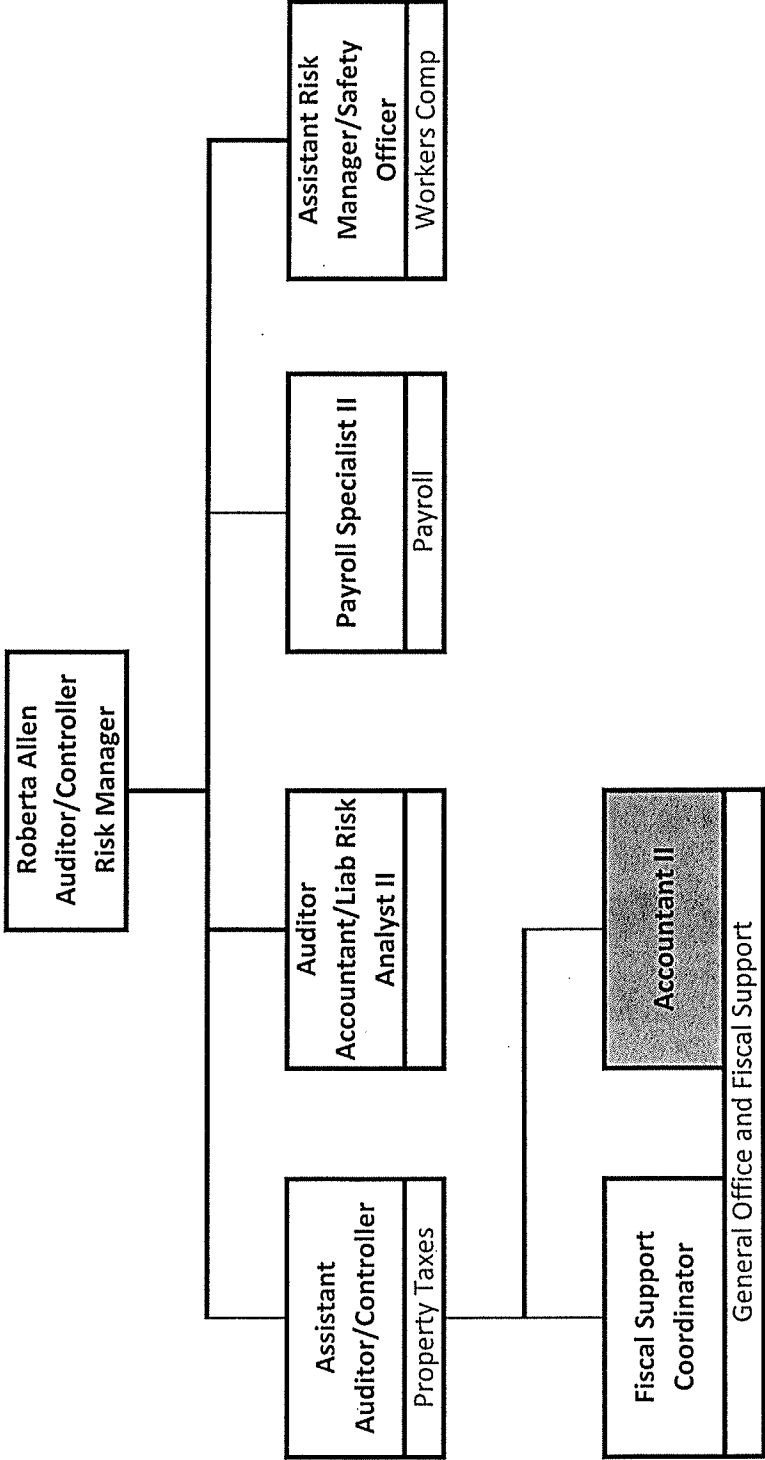 Roberta Allen
Auditor/Controller
Risk Manager
Assistant
Auditor/Controller
Property Taxes
Auditor
Accountant/Liab Risk
Analyst II
Payroll Specialist II
Payroll
Assistant Risk
Manager/Safety
Officer
Workers Comp
Fiscal Support
Coordinator
Accountant II
General Office and Fiscal Support